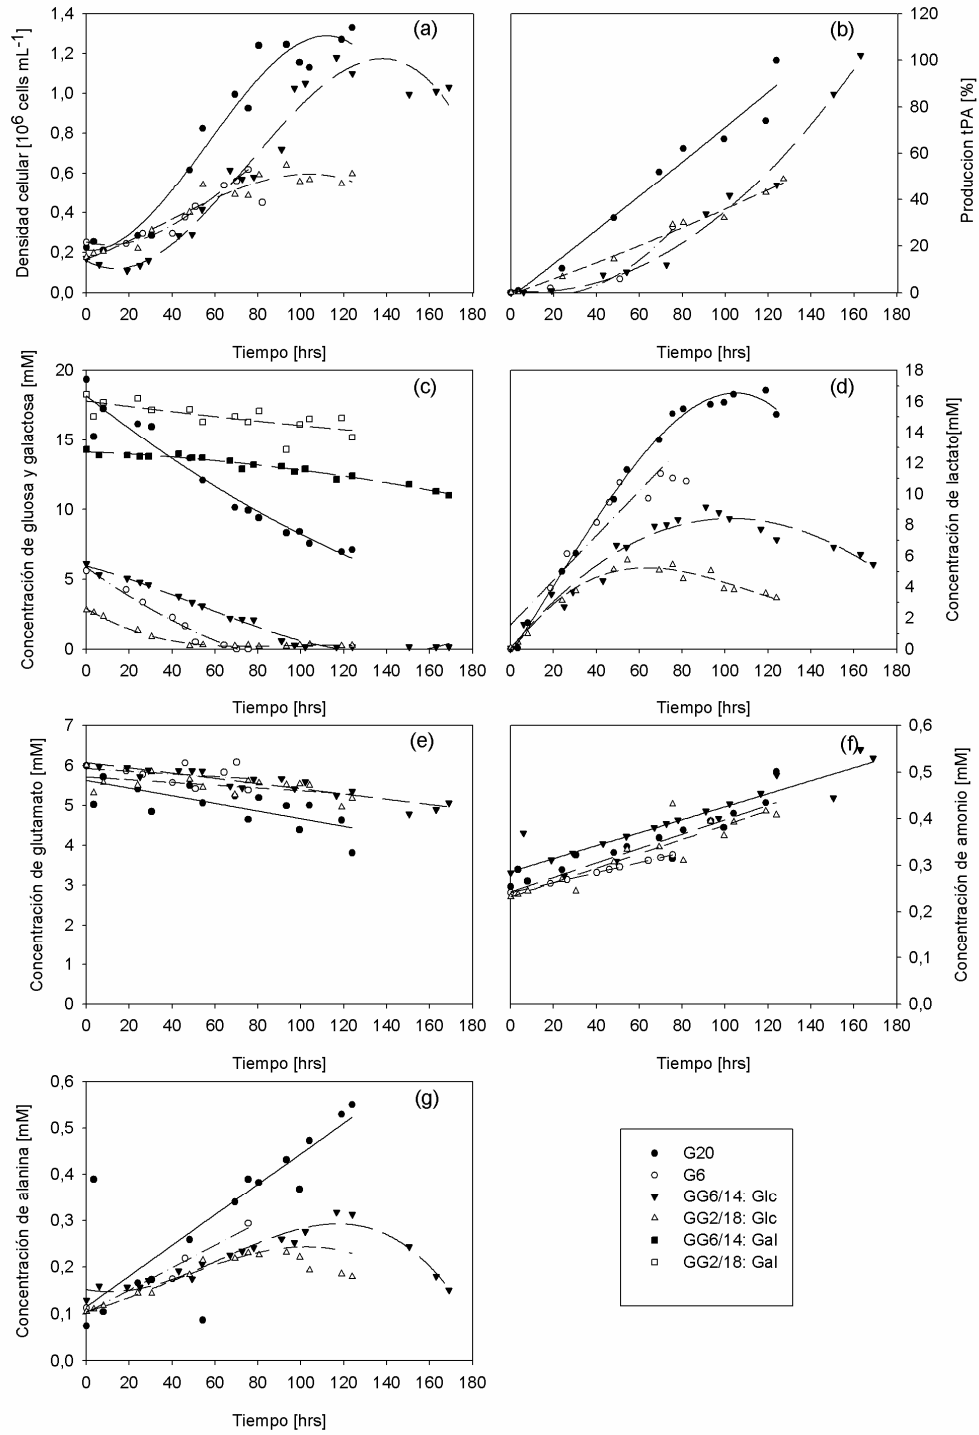 (a)
Densidad celular [10⁶ cells mL⁻¹]
1,4
1,2
1,0
0,8
0,6
0,4
0,2
0,0
0 20 40 60 80 100 120 140 160 180
Tiempo [hrs]
(b)
Produccion tPA [%]
120
100
80
60
40
20
0
0 20 40 60 80 100 120 140 160 180
Tiempo [hrs]
(c)
Concentración de gluosa y galactosa [mM]
20
15
10
5
0
0 20 40 60 80 100 120 140 160 180
Tiempo [hrs]
(d)
Concentración de lactato[mM]
18
16
14
12
10
8
6
4
2
0
0 20 40 60 80 100 120 140 160 180
Tiempo [hrs]
(e)
Concentración de glutamato [mM]
7
6
5
4
3
2
1
0
0 20 40 60 80 100 120 140 160 180
Tiempo [hrs]
(f)
Concentración de amonio [mM]
0,6
0,5
0,4
0,3
0,2
0,1
0,0
0 20 40 60 80 100 120 140 160 180
Tiempo [hrs]
(g)
Concentración de alanina [mM]
0,6
0,5
0,4
0,3
0,2
0,1
0,0
0 20 40 60 80 100 120 140 160 180
Tiempo [hrs]
G20
G6
GG6/14: Glc
GG2/18: Glc
GG6/14: Gal
GG2/18: Gal